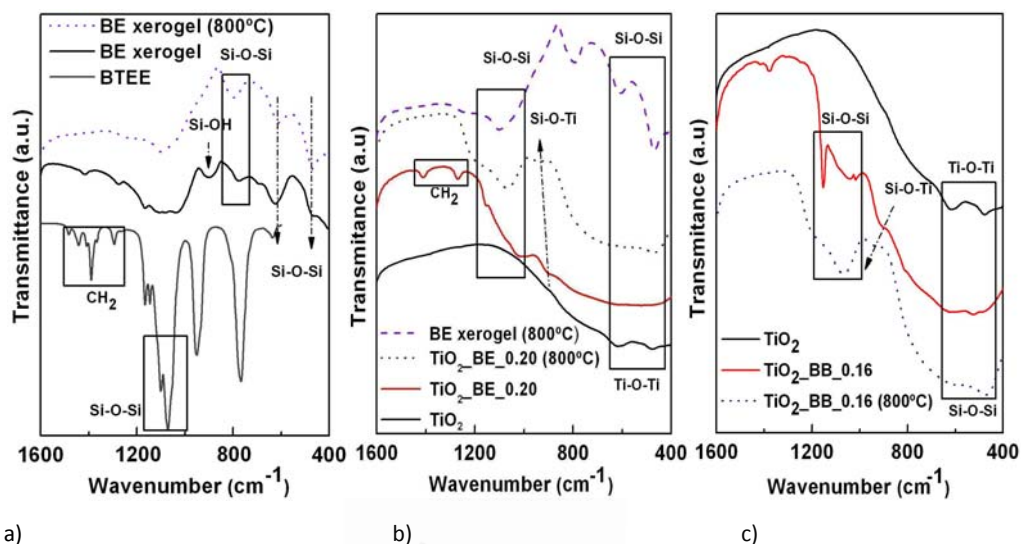 Transmittance (a.u.)
BE xerogel (800ºC)
BE xerogel
BTEE
Si-O-Si
Si-OH
CH2
Si-O-Si
Si-O-Si
1600 1200 800 400
Wavenumber (cm-1)
a)
Transmittance (a.u)
Si-O-Si
Si-O-Si
Si-O-Ti
CH2
BE xerogel (800ºC)
TiO2_BE_0.20 (800ºC)
TiO2_BE_0.20
TiO2
Ti-O-Ti
1600 1200 800 400
Wavenumber (cm-1)
b)
Transmittance (a.u.)
Si-O-Si
Ti-O-Ti
Si-O-Ti
TiO2
TiO2_BB_0.16
TiO2_BB_0.16 (800ºC)
Si-O-Si
1600 1200 800 400
Wavenumber (cm-1)
c)